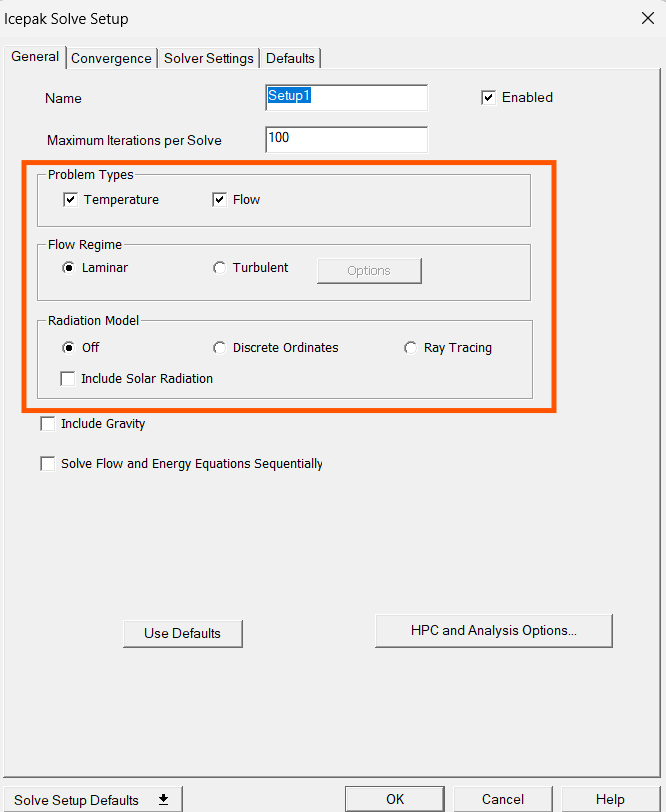 Icepak Solve Setup
General Convergence Solver Settings Defaults
Name Setup1 Enabled
Maximum Iterations per Solve 100
Problem Types
Temperature Flow
Flow Regime
Laminar Turbulent Options
Radiation Model
Off Discrete Ordinates Ray Tracing
Include Solar Radiation
Include Gravity
Solve Flow and Energy Equations Sequentially
Use Defaults HPC and Analysis Options...
Solve Setup Defaults OK Cancel Help